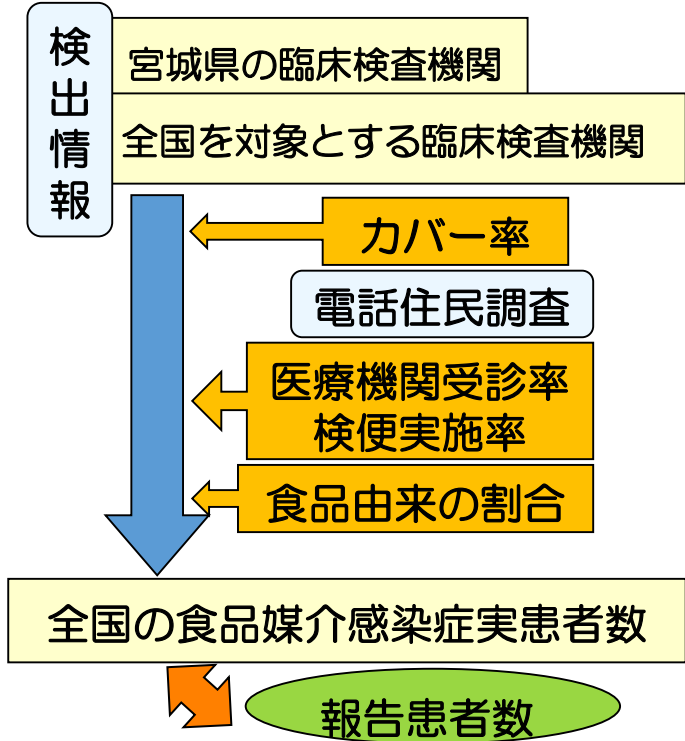 検出情報
宮城県の臨床検査機関
全国を対象とする臨床検査機関
カバー率
電話住民調査
医療機関受診率
検便実施率
食品由来の割合
全国の食品媒介感染症実患者数
報告患者数